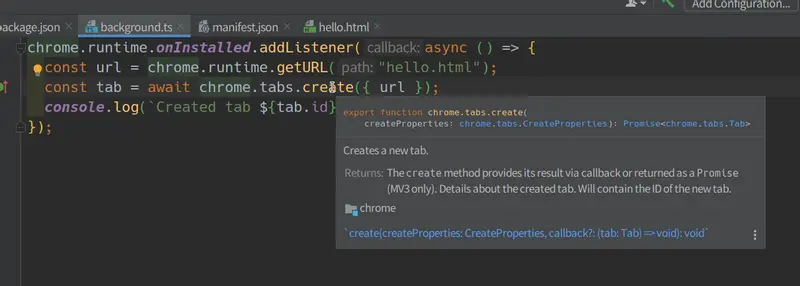 package.json background.ts manifest.json hello.html Add Configuration...
chrome.runtime.onInstalled.addListener( callback: async () => {
const url = chrome.runtime.getURL( path: "hello.html");
const tab = await chrome.tabs.create({ url });
console.log(`Created tab ${tab.id}
});
export function chrome.tabs.create(
createProperties: chrome.tabs.CreateProperties): Promise<chrome.tabs.Tab>
Creates a new tab.
Returns: The create method provides its result via callback or returned as a Promise
(MV3 only). Details about the created tab. Will contain the ID of the new tab.
chrome
`create(createProperties: CreateProperties, callback?: (tab: Tab) => void): void`